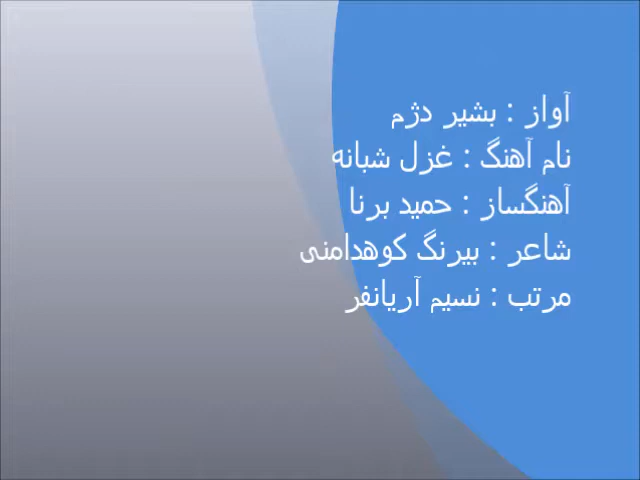 آواز : بشیر دژم
نام آهنگ : غزل شبانه
آهنگساز : حمید برنا
شاعر : بیرنگ کوهدامنی
مرتب : نسیم آریانفر